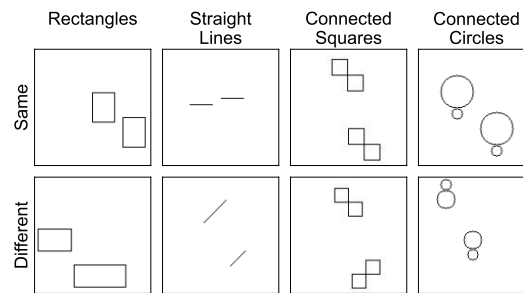 Rectangles
Straight
Lines
Connected
Squares
Connected
Circles
Same
Different